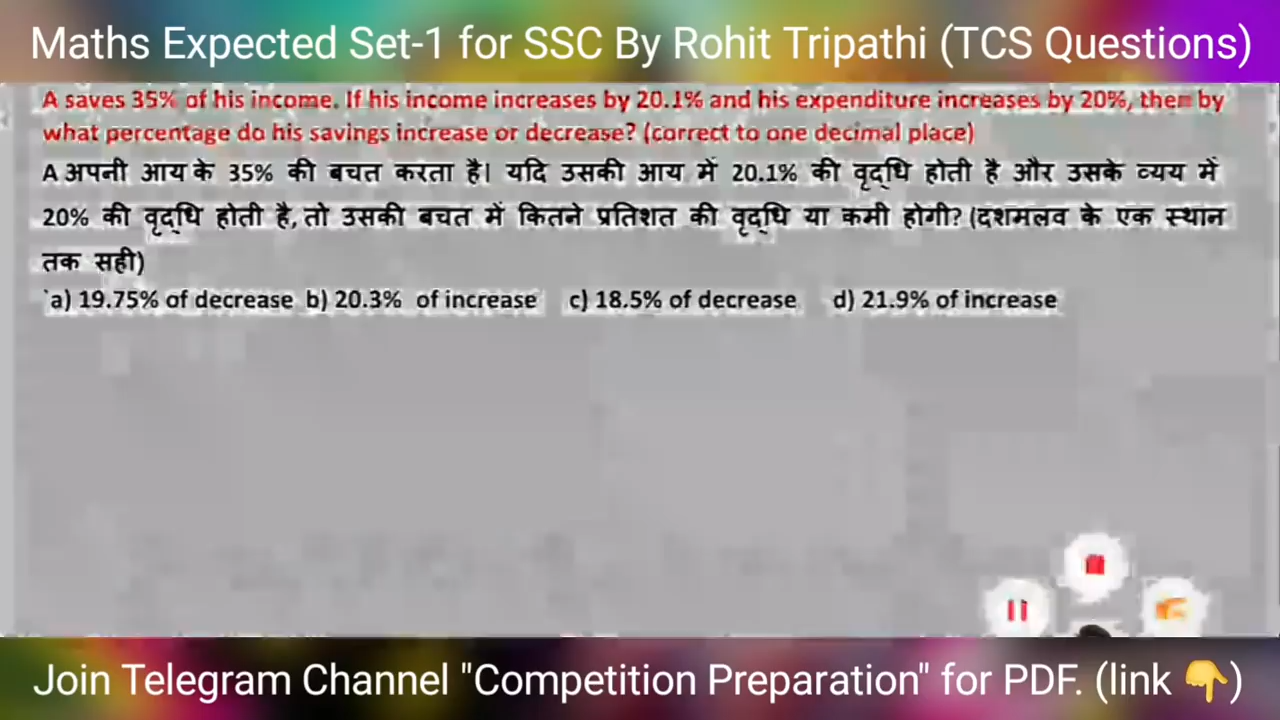 Maths Expected Set-1 for SSC By Rohit Tripathi (TCS Questions)
A saves 35% of his income. If his income increases by 20.1% and his expenditure increases by 20%, then by
what percentage do his savings increase or decrease? (correct to one decimal place)
A अपनी आय के 35% की बचत करता है। यदि उसकी आय में 20.1% की वृद्धि होती है और उसके व्यय में
20% की वृद्धि होती है, तो उसकी बचत में कितने प्रतिशत की वृद्धि या कमी होगी? (दशमलव के एक स्थान
तक सही)
a) 19.75% of decrease b) 20.3% of increase c) 18.5% of decrease d) 21.9% of increase
Join Telegram Channel "Competition Preparation" for PDF. (link 👇)